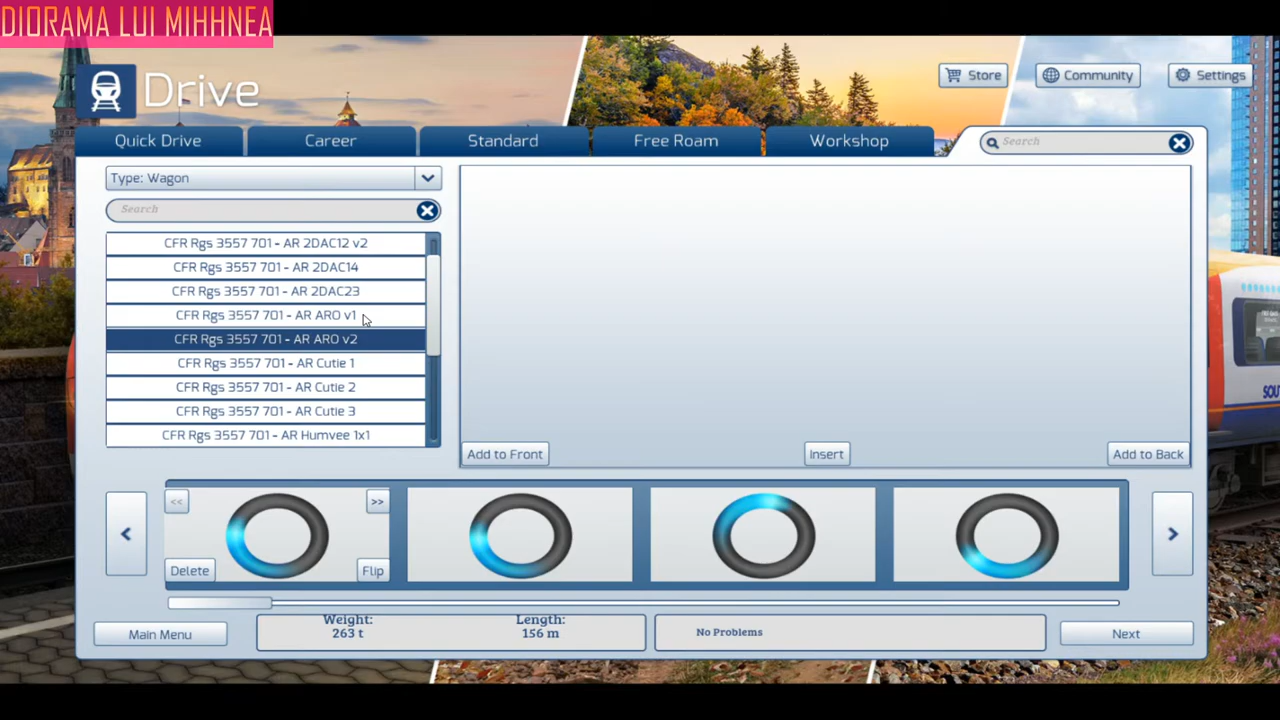 DIORAMA LUI MIHHNEA
Drive
Store
Community
Settings
Quick Drive
Career
Standard
Free Roam
Workshop
Search
Type: Wagon
Search
CFR Rgs 3557 701 - AR 2DAC12 v2
CFR Rgs 3557 701 - AR 2DAC14
CFR Rgs 3557 701 - AR 2DAC23
CFR Rgs 3557 701 - AR ARO v1
CFR Rgs 3557 701 - AR ARO v2
CFR Rgs 3557 701 - AR Cutie 1
CFR Rgs 3557 701 - AR Cutie 2
CFR Rgs 3557 701 - AR Cutie 3
CFR Rgs 3557 701 - AR Humvee 1x1
Add to Front
Insert
Add to Back
<<
>>
Delete
Flip
Main Menu
Weight:
263 t
Length:
156 m
No Problems
Next
SOU